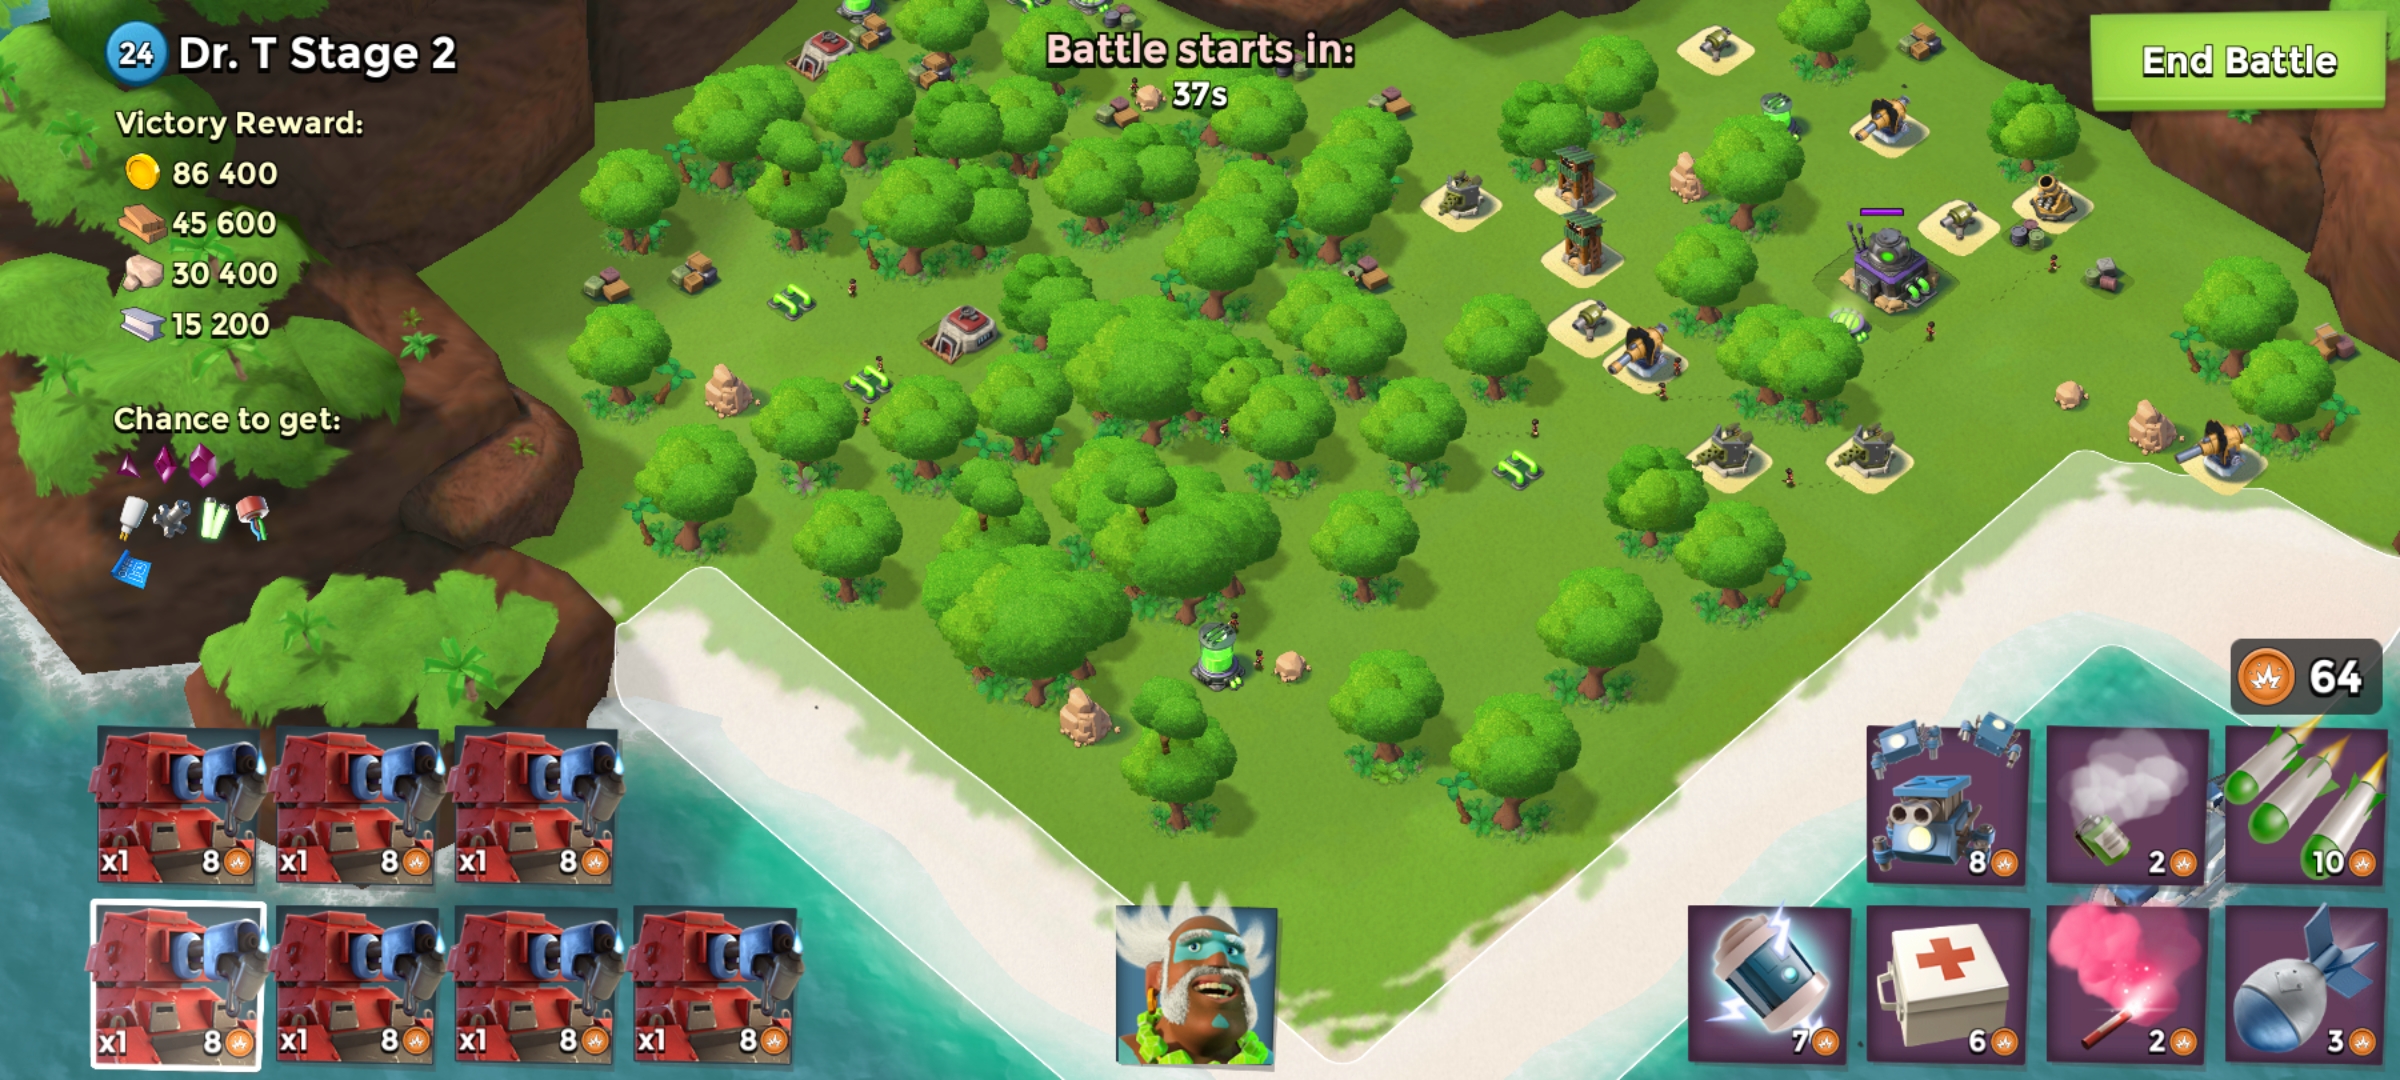 24 Dr. T Stage 2
Victory Reward:
86 400
45 600
30 400
15 200
Chance to get:
Battle starts in:
37s
End Battle
64
x1 8
x1 8
x1 8
8
2
10
x1 8
x1 8
x1 8
x1 8
7
6
2
3